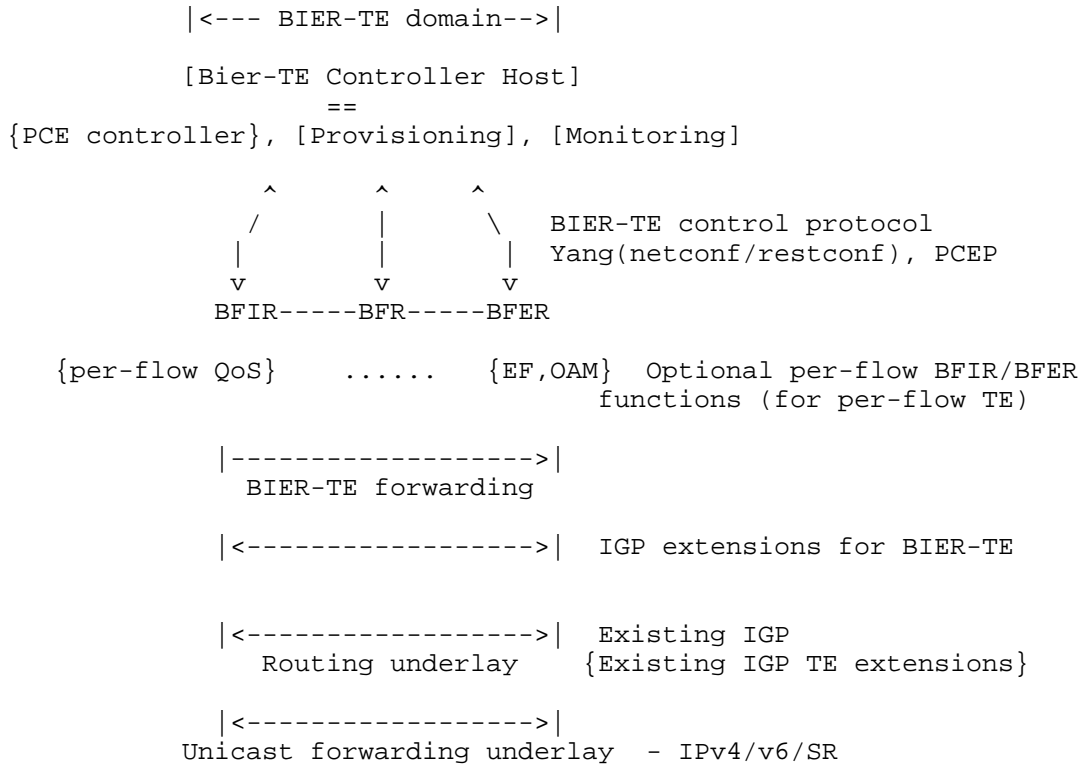 |<--- BIER-TE domain-->|
[Bier-TE Controller Host]
==
{PCE controller}, [Provisioning], [Monitoring]
^ ^ ^
/ | \ BIER-TE control protocol
| | | Yang(netconf/restconf), PCEP
v v v
BFIR-----BFR-----BFER
{per-flow QoS} ...... {EF,OAM} Optional per-flow BFIR/BFER
functions (for per-flow TE)
|------------------->|
BIER-TE forwarding
|<------------------>| IGP extensions for BIER-TE
|<------------------>| Existing IGP
Routing underlay {Existing IGP TE extensions}
|<------------------>|
Unicast forwarding underlay - IPv4/v6/SR